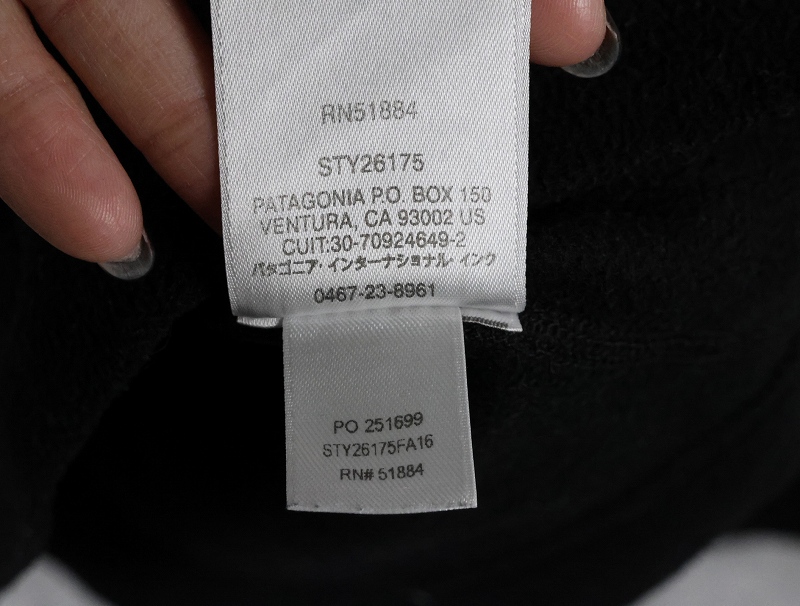 RN51884
STY26175
PATAGONIA P.O. BOX 150
VENTURA, CA 93002 US
CUIT:30-70924649-2
パタゴニア・インターナショナル・インク
0467-23-8961
PO 251699
STY26175FA16
RN# 51884